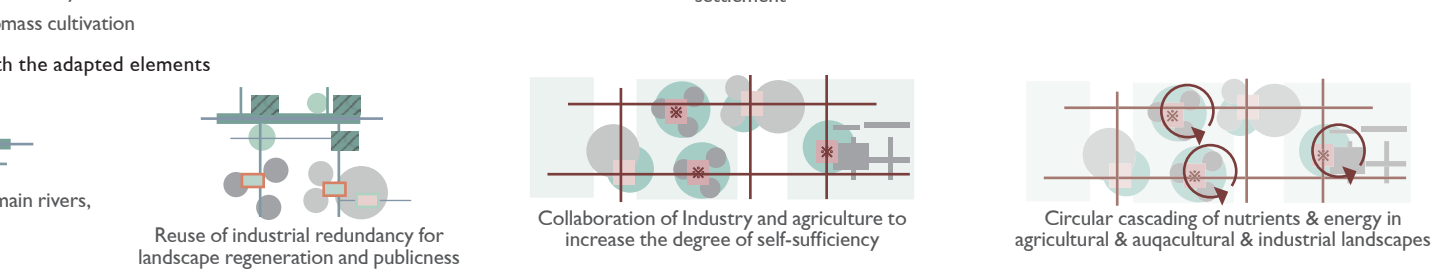 settlement
omass cultivation
th the adapted elements
main rivers,
Reuse of industrial redundancy for
landscape regeneration and publicness
Collaboration of Industry and agriculture to
increase the degree of self-sufficiency
Circular cascading of nutrients & energy in
agricultural & auqacultural & industrial landscapes